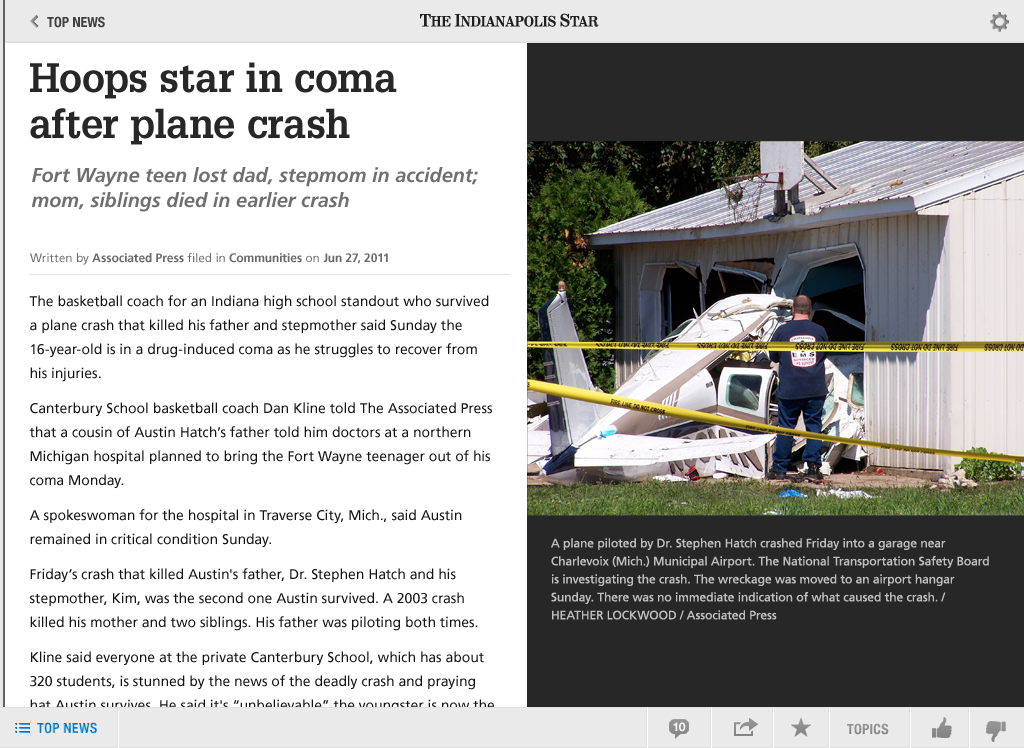 TOP NEWS
THE INDIANAPOLIS STAR
Hoops star in coma
after plane crash
Fort Wayne teen lost dad, stepmom in accident;
mom, siblings died in earlier crash
Written by Associated Press filed in Communities on Jun 27, 2011
The basketball coach for an Indiana high school standout who survived
a plane crash that killed his father and stepmother said Sunday the
16-year-old is in a drug-induced coma as he struggles to recover from
his injuries.
Canterbury School basketball coach Dan Kline told The Associated Press
that a cousin of Austin Hatch’s father told him doctors at a northern
Michigan hospital planned to bring the Fort Wayne teenager out of his
coma Monday.
A spokeswoman for the hospital in Traverse City, Mich., said Austin
remained in critical condition Sunday.
Friday’s crash that killed Austin's father, Dr. Stephen Hatch and his
stepmother, Kim, was the second one Austin survived. A 2003 crash
killed his mother and two siblings. His father was piloting both times.
Kline said everyone at the private Canterbury School, which has about
320 students, is stunned by the news of the deadly crash and praying
hat Austin survives. He said it's “unbelievable” the youngster is now the
FIRE LINE DO NOT CROSS
EMS
FIRE LINE DO NOT CROSS
A plane piloted by Dr. Stephen Hatch crashed Friday into a garage near
Charlevoix (Mich.) Municipal Airport. The National Transportation Safety Board
is investigating the crash. The wreckage was moved to an airport hangar
Sunday. There was no immediate indication of what caused the crash. /
HEATHER LOCKWOOD / Associated Press
TOP NEWS
10
TOPICS